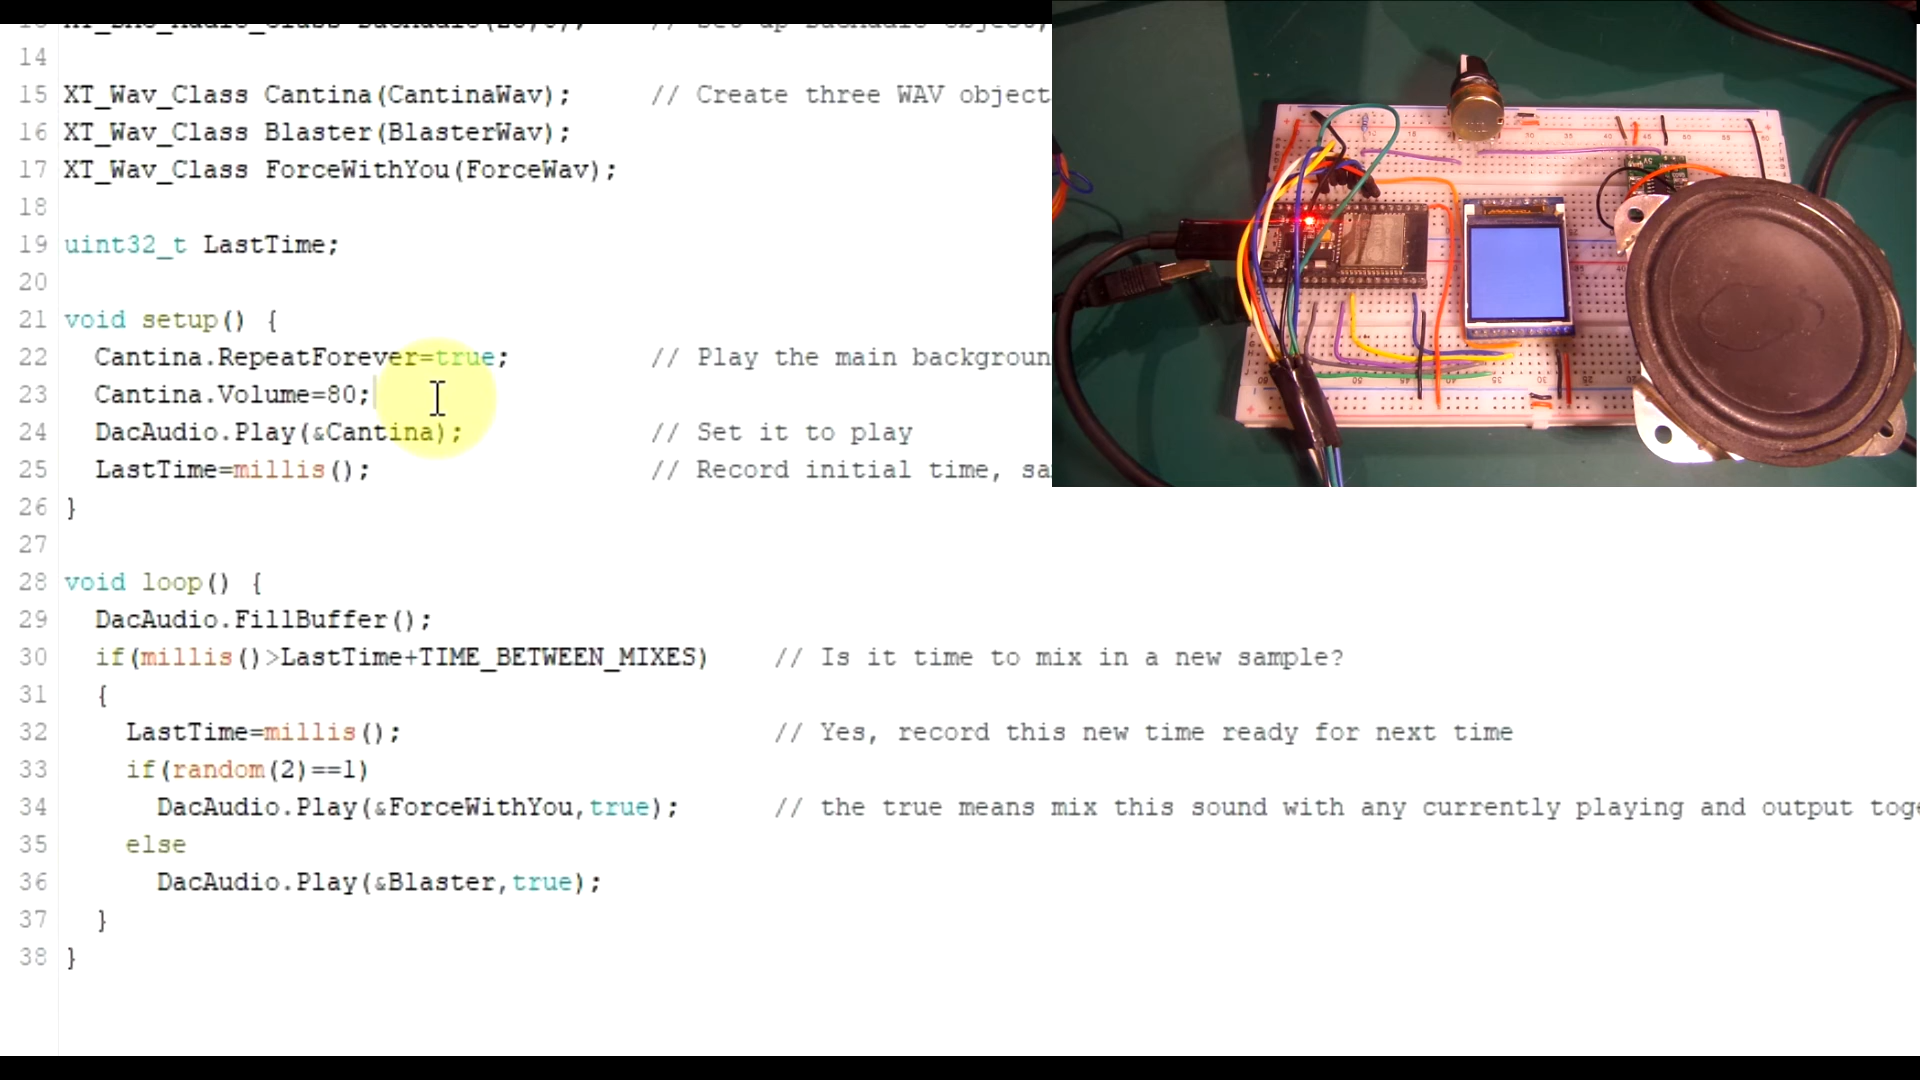 14
15 XT_Wav_Class Cantina(CantinaWav); // Create three WAV object
16 XT_Wav_Class Blaster(BlasterWav);
17 XT_Wav_Class ForceWithYou(ForceWav);
18
19 uint32_t LastTime;
20
21 void setup() {
22 Cantina.RepeatForever=true; // Play the main backgroun
23 Cantina.Volume=80;
24 DacAudio.Play(&Cantina); // Set it to play
25 LastTime=millis(); // Record initial time, sa
26 }
27
28 void loop() {
29 DacAudio.FillBuffer();
30 if(millis()>LastTime+TIME_BETWEEN_MIXES) // Is it time to mix in a new sample?
31 {
32 LastTime=millis(); // Yes, record this new time ready for next time
33 if(random(2)==1)
34 DacAudio.Play(&ForceWithYou,true); // the true means mix this sound with any currently playing and output toge
35 else
36 DacAudio.Play(&Blaster,true);
37 }
38 }